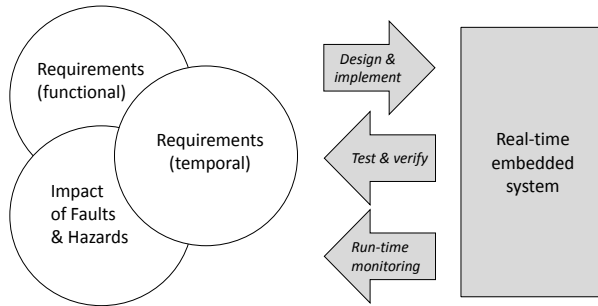 Requirements
(functional)
Requirements
(temporal)
Impact
of Faults
& Hazards
Design &
implement
Test & verify
Run-time
monitoring
Real-time
embedded
system